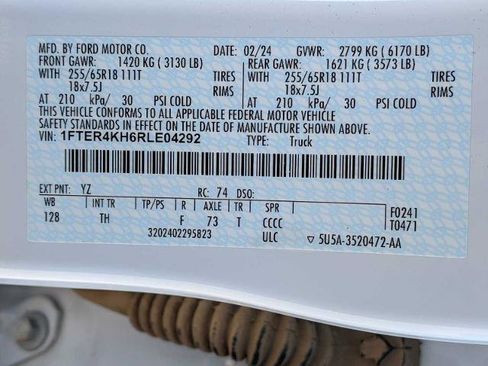 MFD. BY FORD MOTOR CO. 02/24 GVWR: 2799 KG ( 6170 LB)
FRONT GAWR: 1420 KG ( 3130 LB) REAR GAWR: 1621 KG ( 3573 LB)
WITH 255/65R18 111T TIRES WITH 255/65R18 111T TIRES
18x7.5J RIMS 18x7.5J RIMS
AT 210 kPa/ 30 PSI COLD AT 210 kPa/ 30 PSI COLD
THIS VEHICLE CONFORMS TO ALL APPLICABLE FEDERAL MOTOR VEHICLE
SAFETY STANDARDS IN EFFECT ON THE DATE OF MANUFACTURE SHOWN ABOVE.
VIN: 1FTER4KH6RLE04292 TYPE: Truck
EXT PNT: YZ RC: 74 DSO:
WB INT TR TP/PS R AXLE TR SPR F0241
128 TH F 73 T CCCC T0471
3202402295823 ULC ▽ 5U5A-3520472-AA